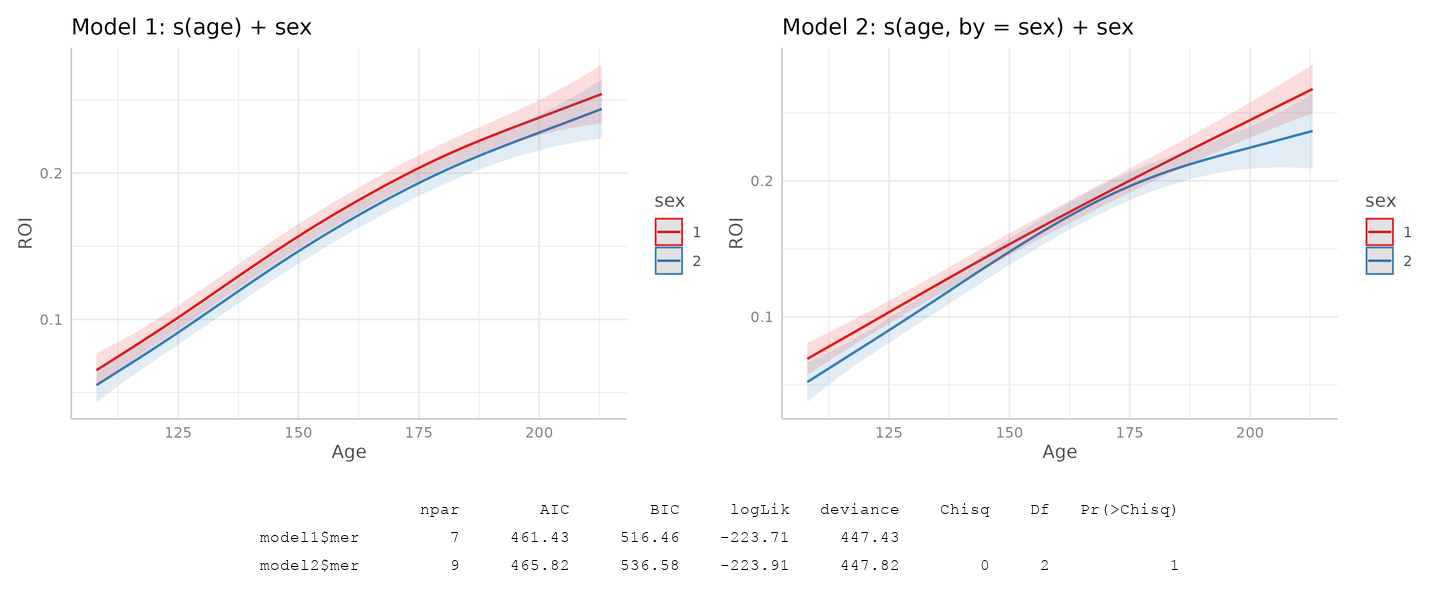 Model 1: s(age) + sex
ROI
0.2
0.1
125 150 175 200
Age
sex
1
2
Model 2: s(age, by = sex) + sex
ROI
0.2
0.1
125 150 175 200
Age
sex
1
2
npar AIC BIC logLik deviance Chisq Df Pr(>Chisq)
model1$mer 7 461.43 516.46 -223.71 447.43
model2$mer 9 465.82 536.58 -223.91 447.82 0 2 1